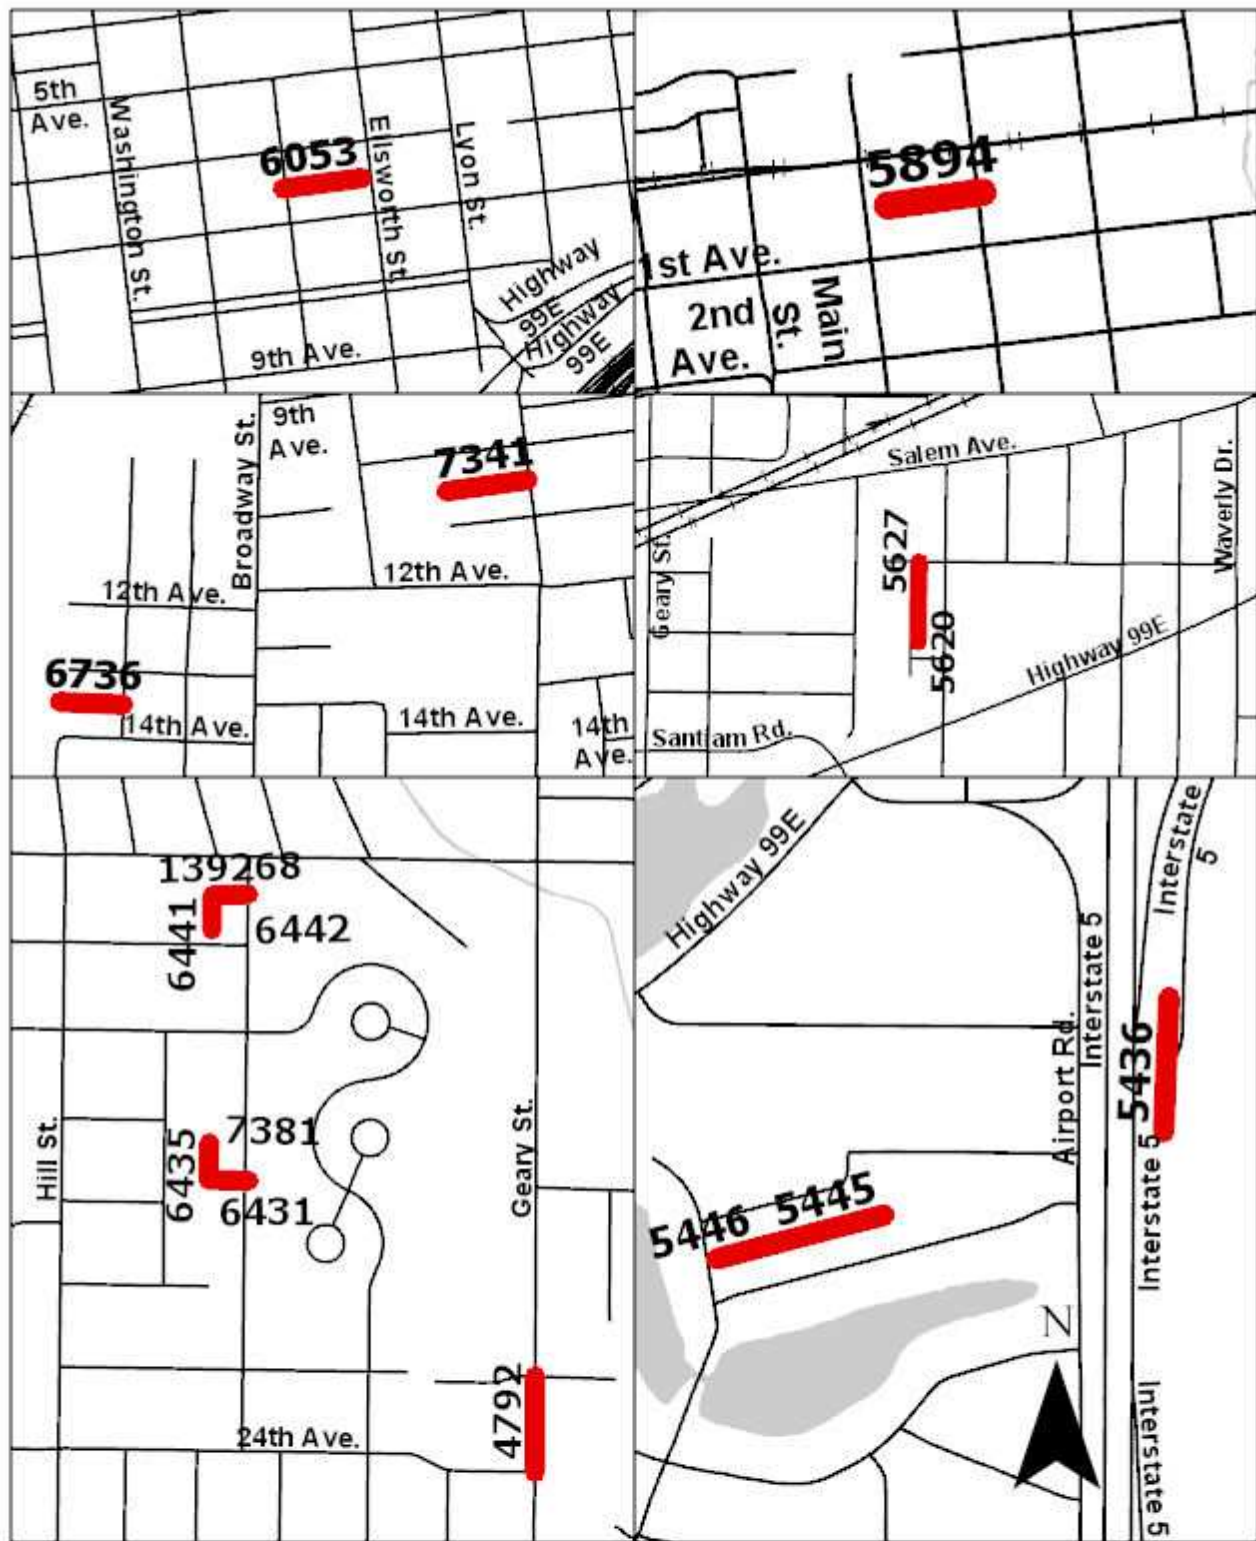 5th
Ave.
Washington St.
6053
Elsworth St.
Lyon St.
Highway
99E
Highway
99E
9th Ave.
5894
1st Ave.
2nd
Ave.
Main
St.
Broadway St.
9th
Ave.
7341
12th Ave.
12th Ave.
6736
14th Ave.
14th Ave.
14th
Ave.
Salem Ave.
Waverly Dr.
Geary St.
5627
5620
Highway 99E
Santiam Rd.
139268
6441
6442
Hill St.
6435
7381
6431
Geary St.
4792
24th Ave.
Highway 99E
Interstate
5
Interstate 5
Airport Rd.
5436
Interstate 5
5446 5445
N
Interstate 5